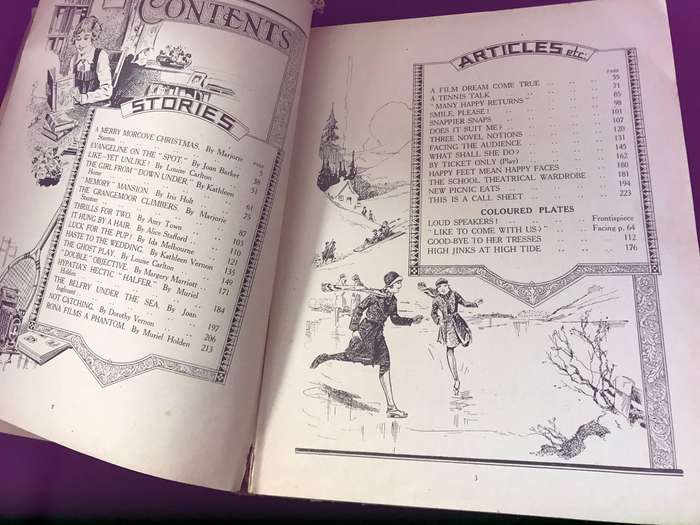 CONTENTS
STORIES
PAGE
A MERRY MORCOVE CHRISTMAS. By Marjorie
Stanton .. 5
EVANGELINE ON THE "SPOT." By Joan Barker 38
LIKE—YET UNLIKE! By Louise Carlton
THE GIRL FROM "DOWN UNDER." By Kathleen
61
MEMORY" MANSION. By Iris Holt
THE GRANGEMOOR CLIMBERS. By Marjorie
Stanton 87
THRILLS FOR TWO. By Amy Town 103
IT HUNG BY A HAIR. By Alice Stafford 110
LUCK FOR THE PUP! By Ida Melbourne 121
HASTE TO THE WEDDING. By Kathleen Vernon 135
THE GHOST PLAY. By Louise Carlton 149
"DOUBLE" OBJECTIVE. By Margery Marriott 171
HYPATIA'S HECTIC "HALFER." By Muriel
Holden 184
THE BELFRY UNDER THE SEA. By Joan
Inglesant 197
NOT CATCHING. By Dorothy Vernon 206
RONA FILMS A PHANTOM. By Muriel Holden 213
ARTICLES etc.
PAGE
A FILM DREAM COME TRUE 55
A TENNIS TALK 71
"MANY HAPPY RETURNS" 85
SMILE, PLEASE! 98
SNAPPIER SNAPS 101
DOES IT SUIT ME? 107
THREE NOVEL NOTIONS 120
FACING THE AUDIENCE 131
WHAT SHALL SHE DO? 145
BY TICKET ONLY (Play) 162
HAPPY FEET MEAN HAPPY FACES 180
THE SCHOOL THEATRICAL WARDROBE 181
NEW PICNIC EATS 194
THIS IS A CALL SHEET 223
COLOURED PLATES
LOUD SPEAKERS! Frontispiece
"LIKE TO COME WITH US?" Facing p. 64
GOOD-BYE TO HER TRESSES 112
HIGH JINKS AT HIGH TIDE 176
3